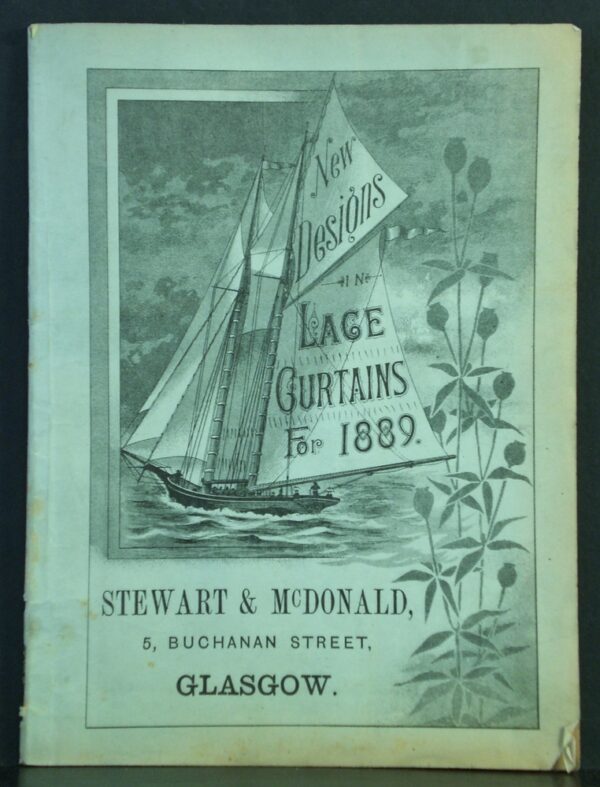 New
Designs
IN
LACE
CURTAINS
For 1889.
STEWART & McDONALD,
5, BUCHANAN STREET,
GLASGOW.